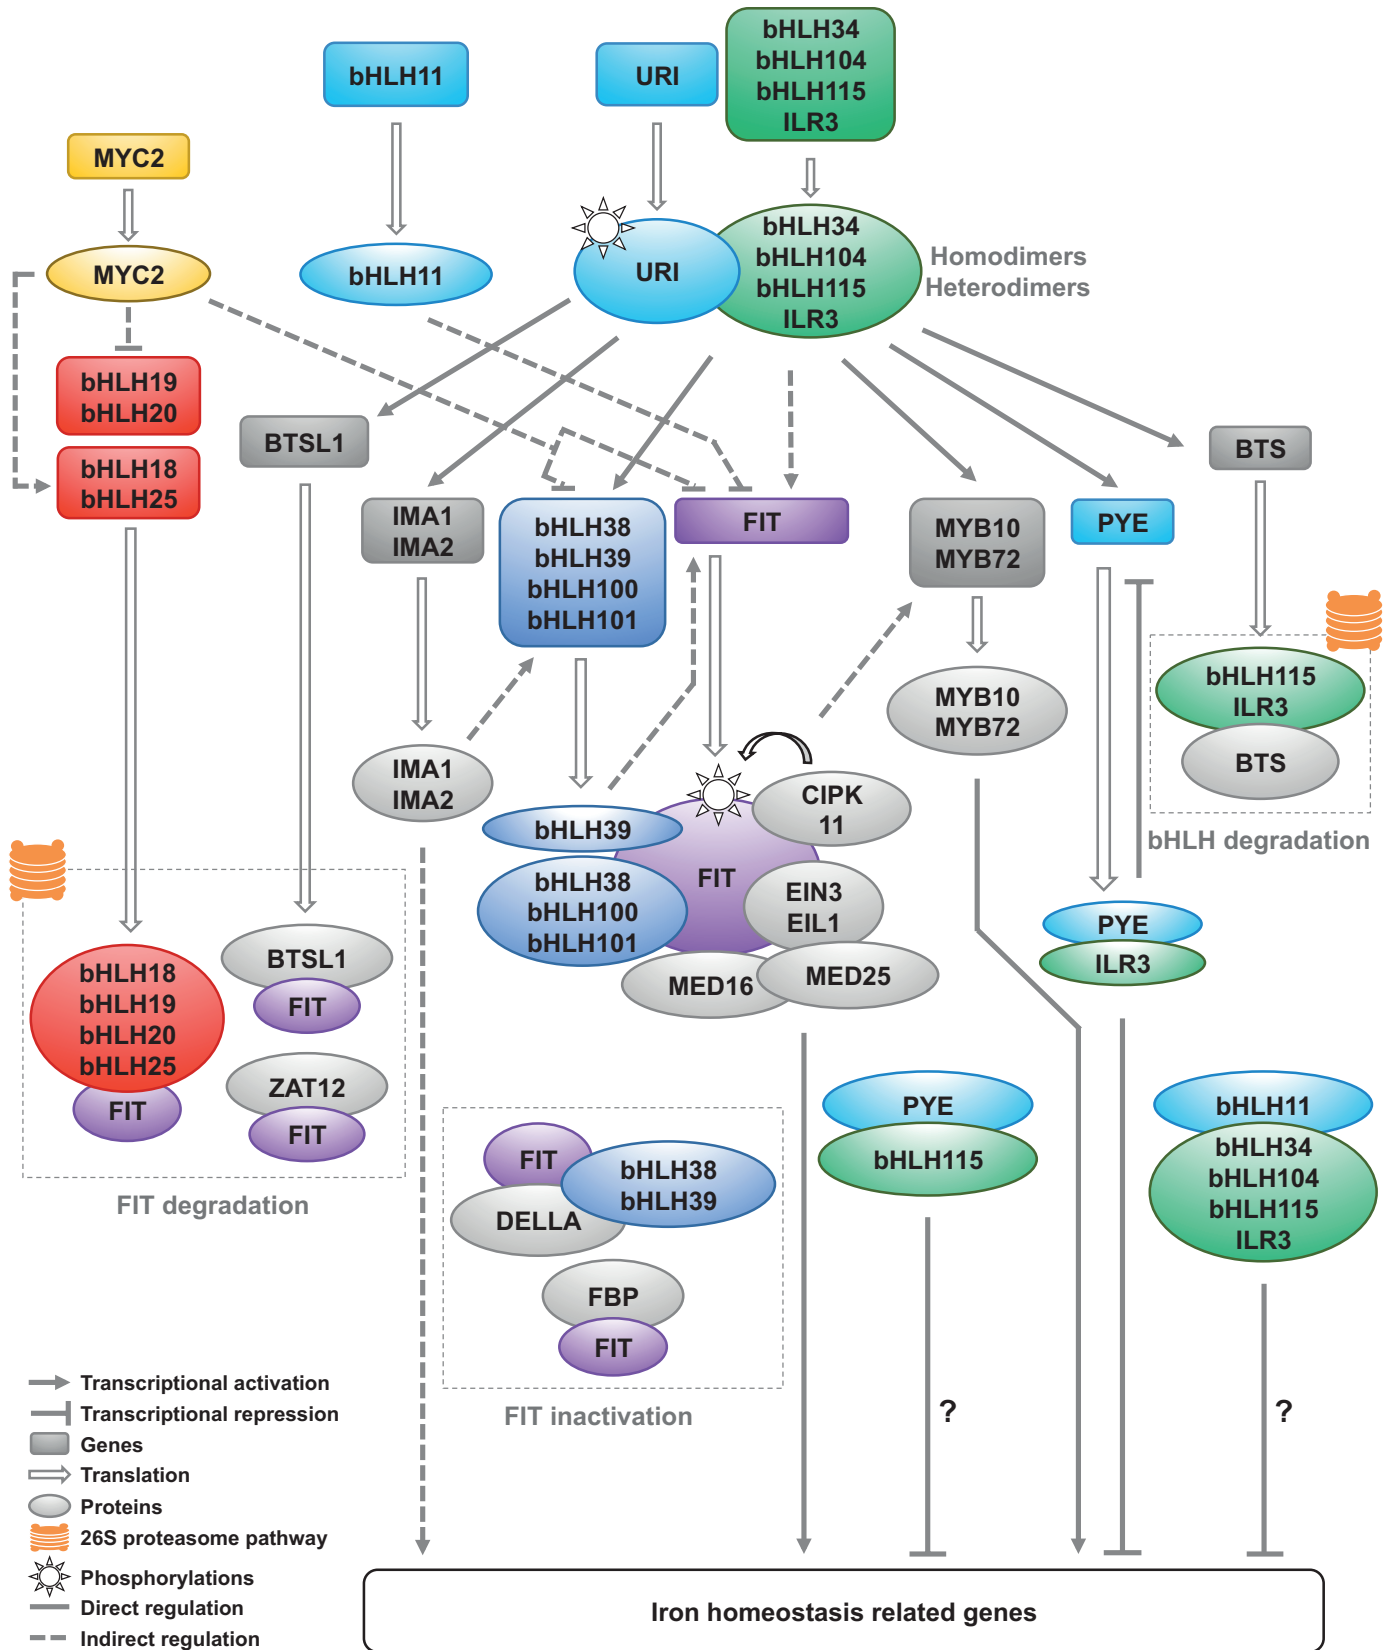 bHLH11
URI
bHLH34
bHLH104
bHLH115
ILR3
MYC2
MYC2
bHLH11
URI
bHLH34
bHLH104
bHLH115
ILR3
Homodimers
Heterodimers
bHLH19
bHLH20
bHLH18
bHLH25
BTSL1
IMA1
IMA2
bHLH38
bHLH39
bHLH100
bHLH101
FIT
MYB10
MYB72
PYE
BTS
IMA1
IMA2
MYB10
MYB72
bHLH115
ILR3
BTS
bHLH degradation
bHLH39
bHLH38
bHLH100
bHLH101
FIT
CIPK
11
EIN3
EIL1
MED16
MED25
PYE
ILR3
bHLH18
bHLH19
bHLH20
bHLH25
FIT
BTSL1
FIT
ZAT12
FIT
FIT degradation
FIT
bHLH38
bHLH39
DELLA
FBP
FIT
FIT inactivation
PYE
bHLH115
?
bHLH11
bHLH34
bHLH104
bHLH115
ILR3
?
Transcriptional activation
Transcriptional repression
Genes
Translation
Proteins
26S proteasome pathway
Phosphorylations
Direct regulation
Indirect regulation
Iron homeostasis related genes